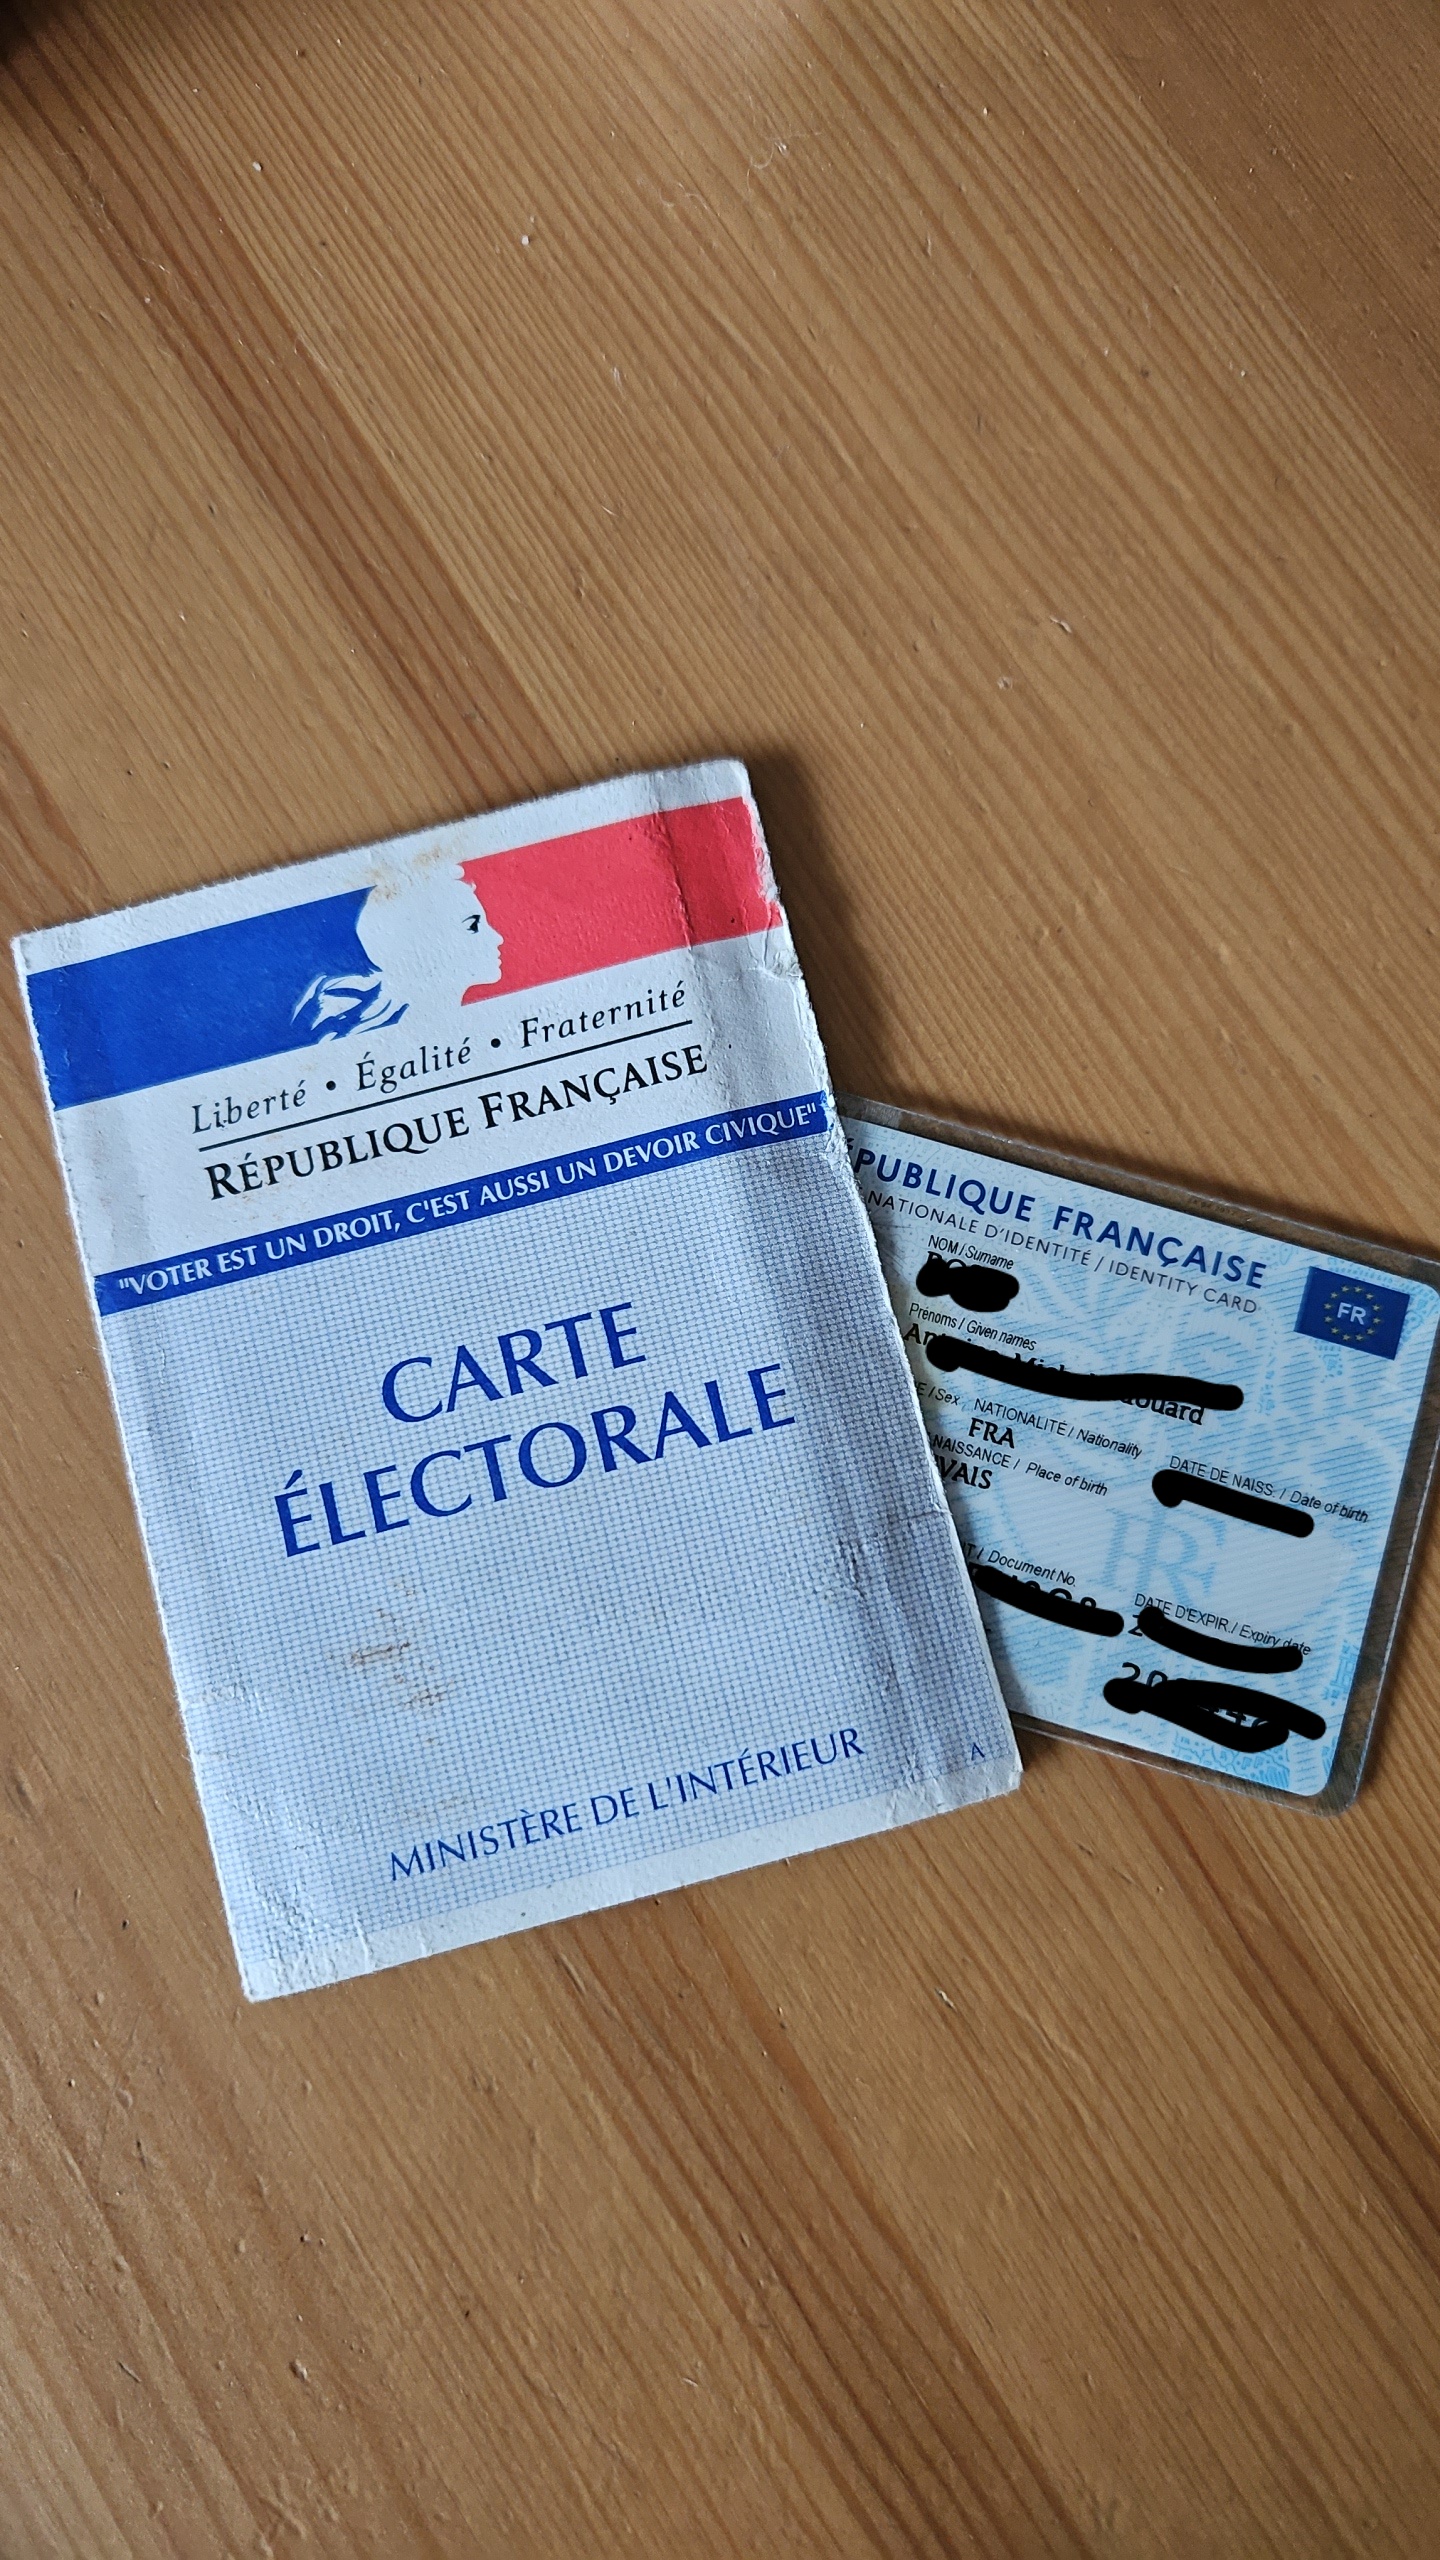 Liberté • Égalité • Fraternité
RÉPUBLIQUE FRANÇAISE
"VOTER EST UN DROIT, C'EST AUSSI UN DEVOIR CIVIQUE"
CARTE
ÉLECTORALE
MINISTÈRE DE L'INTÉRIEUR
A
PUBLIQUE FRANÇAISE
NATIONALE D'IDENTITÉ / IDENTITY CARD
FR
NOM / Surname
Prénoms / Given names
E / Sex NATIONALITÉ / Nationality
FRA
NAISSANCE / Place of birth
VAIS
DATE DE NAISS. / Date of birth
T / Document No.
DATE D'EXPIR. / Expiry date